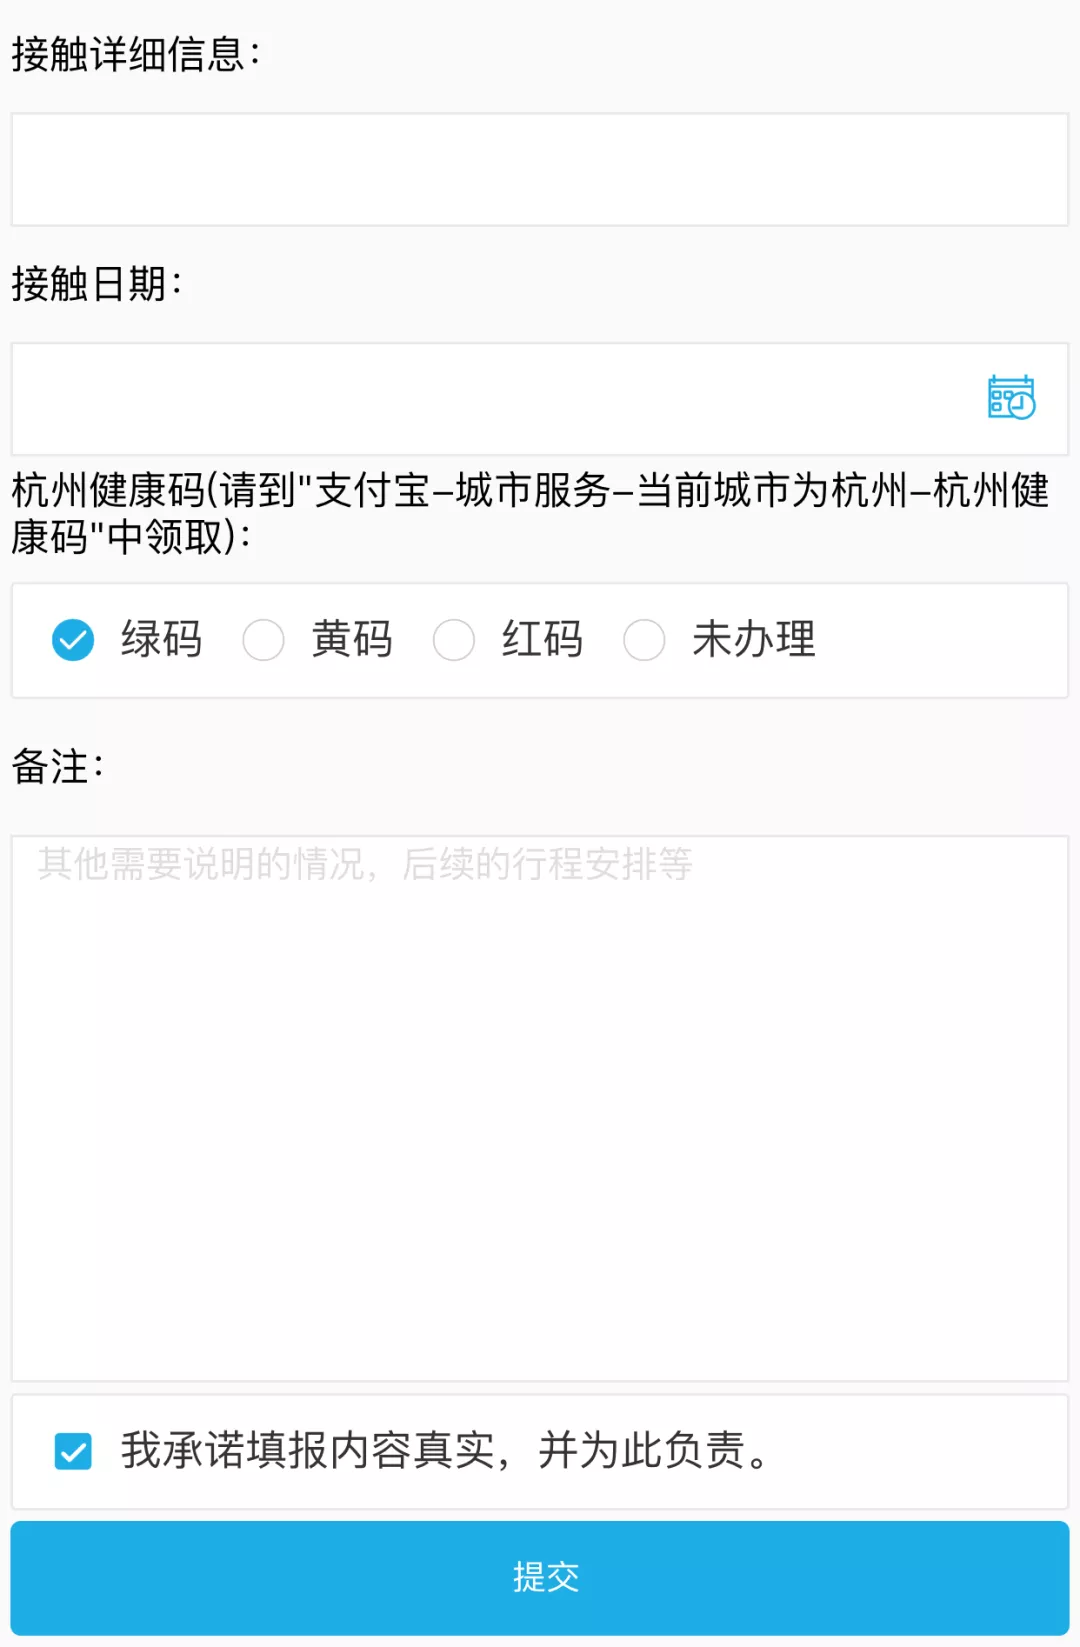 接触详细信息：
接触日期：
杭州健康码(请到"支付宝-城市服务-当前城市为杭州-杭州健
康码"中领取)：
绿码 黄码 红码 未办理
备注：
其他需要说明的情况，后续的行程安排等
我承诺填报内容真实，并为此负责。
提交